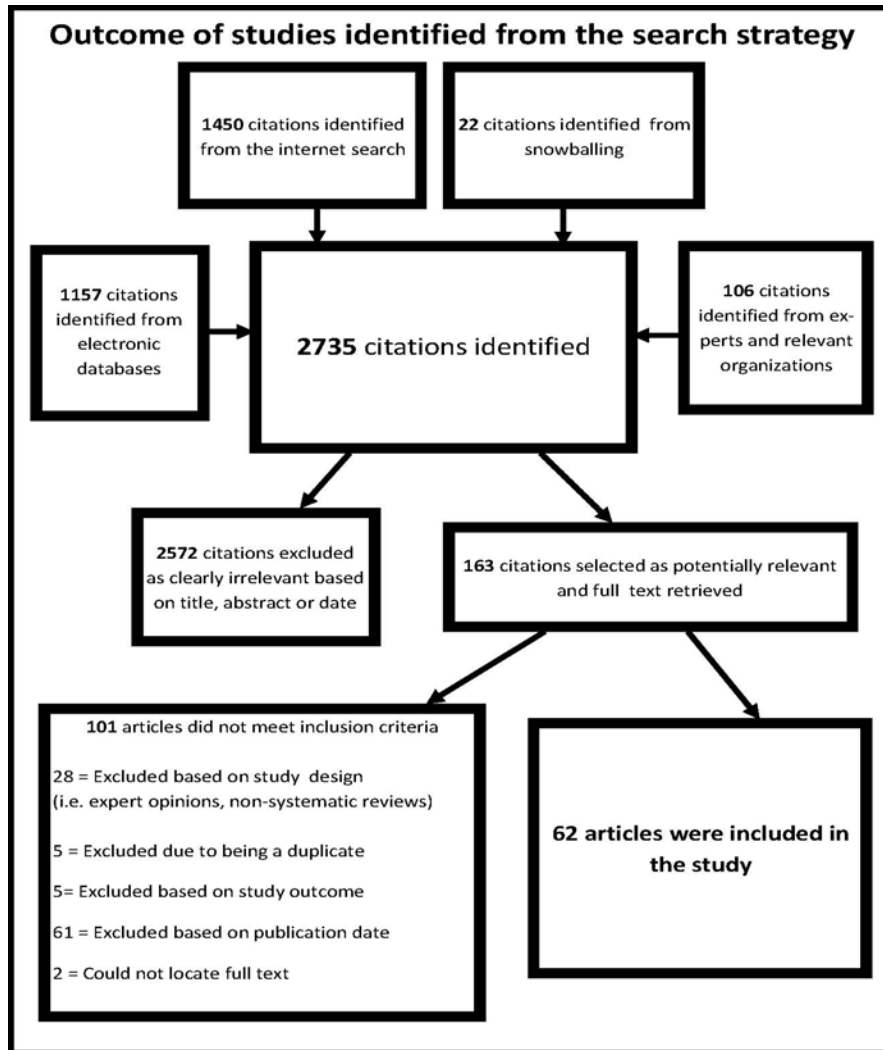 Outcome of studies identified from the search strategy
1450 citations identified
from the internet search
22 citations identified from
snowballing
1157 citations
identified from
electronic
databases
2735 citations identified
106 citations
identified from ex-
perts and relevant
organizations
2572 citations excluded
as clearly irrelevant based
on title, abstract or date
163 citations selected as potentially relevant
and full text retrieved
101 articles did not meet inclusion criteria
28 = Excluded based on study design
(i.e. expert opinions, non-systematic reviews)
5 = Excluded due to being a duplicate
5= Excluded based on study outcome
61 = Excluded based on publication date
2 = Could not locate full text
62 articles were included in
the study